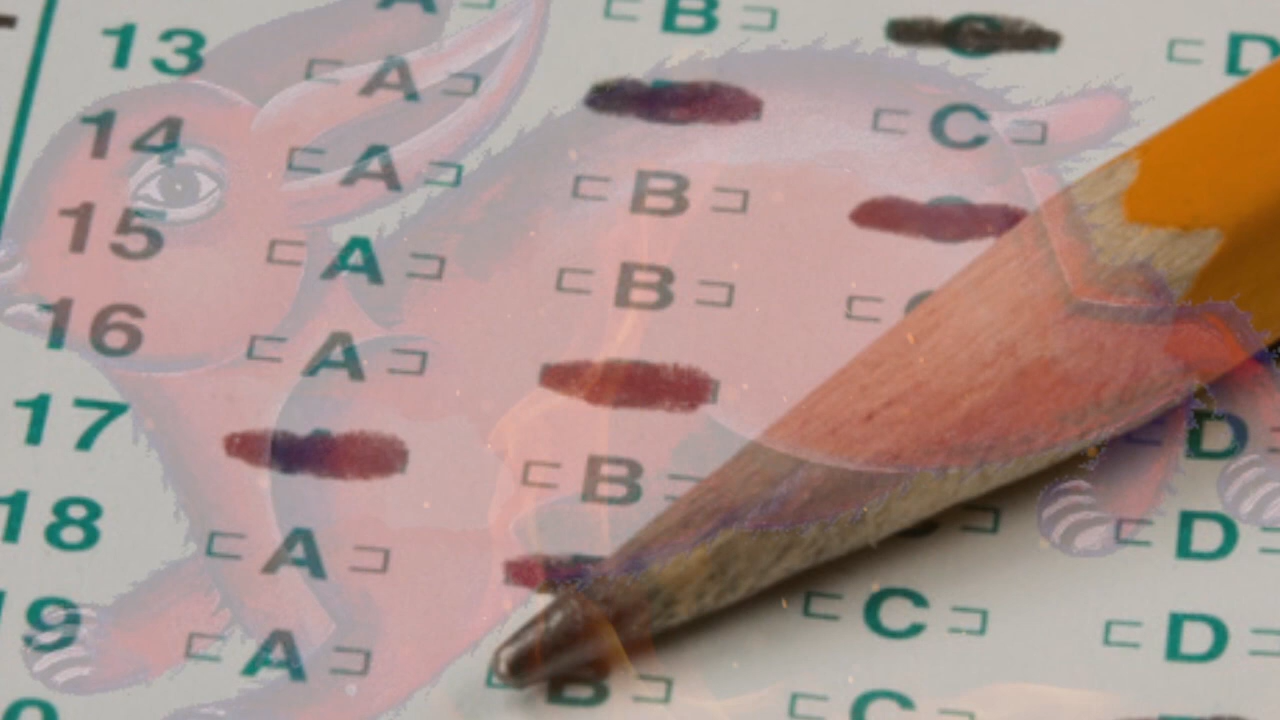 A B C D
13 A C
14 A B
15 A B
16 A D
17 B D
18 A C D
19 A B C